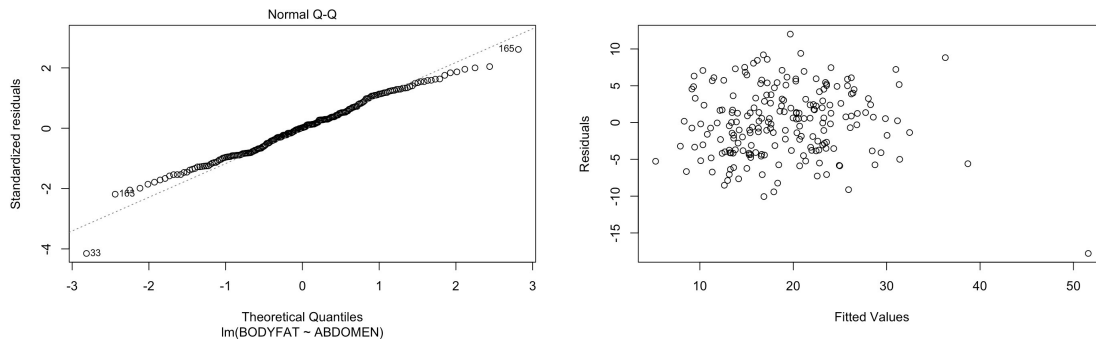 Normal Q-Q
Standardized residuals
2
0
-2
-4
165
163
33
-3 -2 -1 0 1 2 3
Theoretical Quantiles
lm(BODYFAT ~ ABDOMEN)
Residuals
10
5
0
-5
-10
-15
10 20 30 40 50
Fitted Values